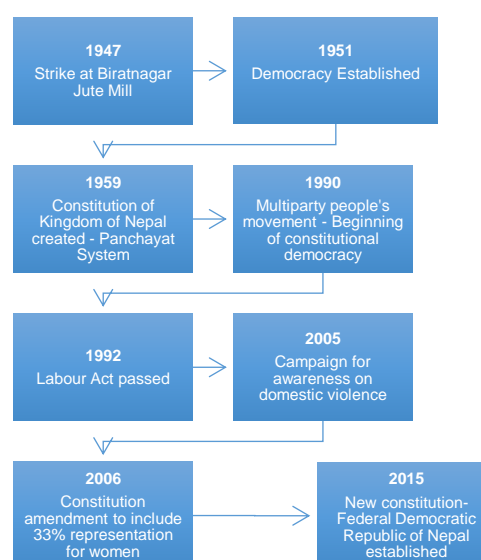 1947
Strike at Biratnagar
Jute Mill
1951
Democracy Established
1959
Constitution of
Kingdom of Nepal
created - Panchayat
System
1990
Multiparty people's
movement - Beginning
of constitutional
democracy
1992
Labour Act passed
2005
Campaign for
awareness on
domestic violence
2006
Constitution
amendment to include
33% representation
for women
2015
New constitution-
Federal Democratic
Republic of Nepal
established